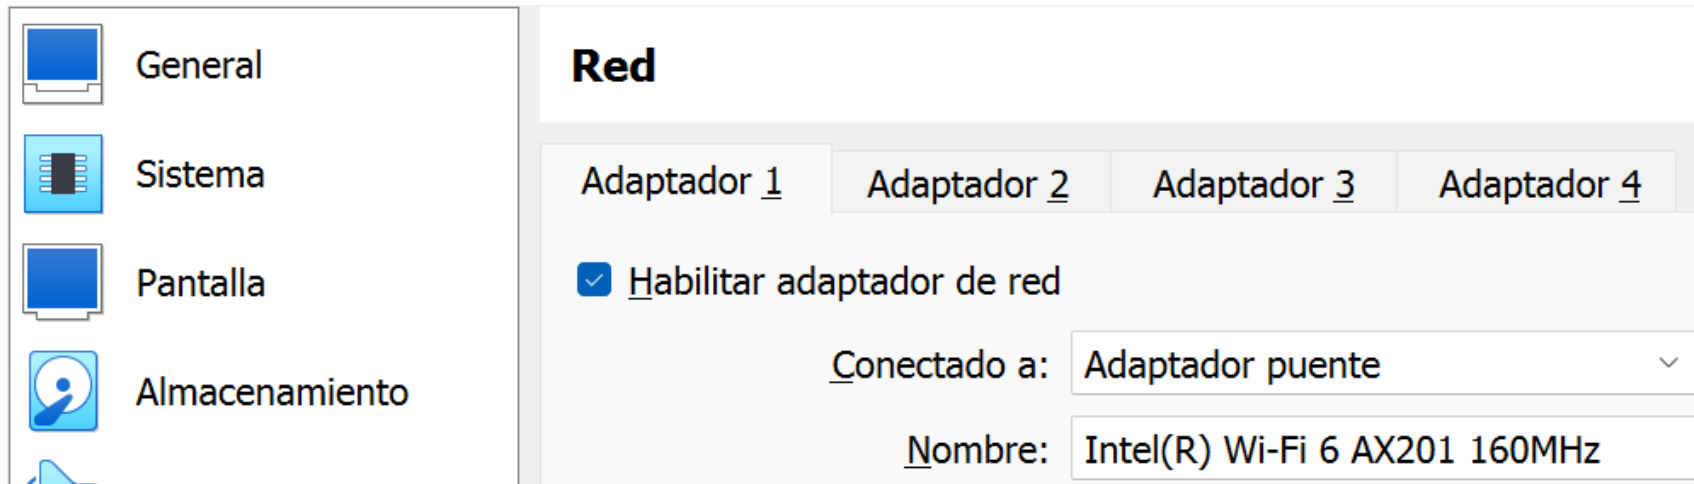 General
Sistema
Pantalla
Almacenamiento
Red
Adaptador 1
Adaptador 2
Adaptador 3
Adaptador 4
Habilitar adaptador de red
Conectado a:
Adaptador puente
Nombre:
Intel(R) Wi-Fi 6 AX201 160MHz